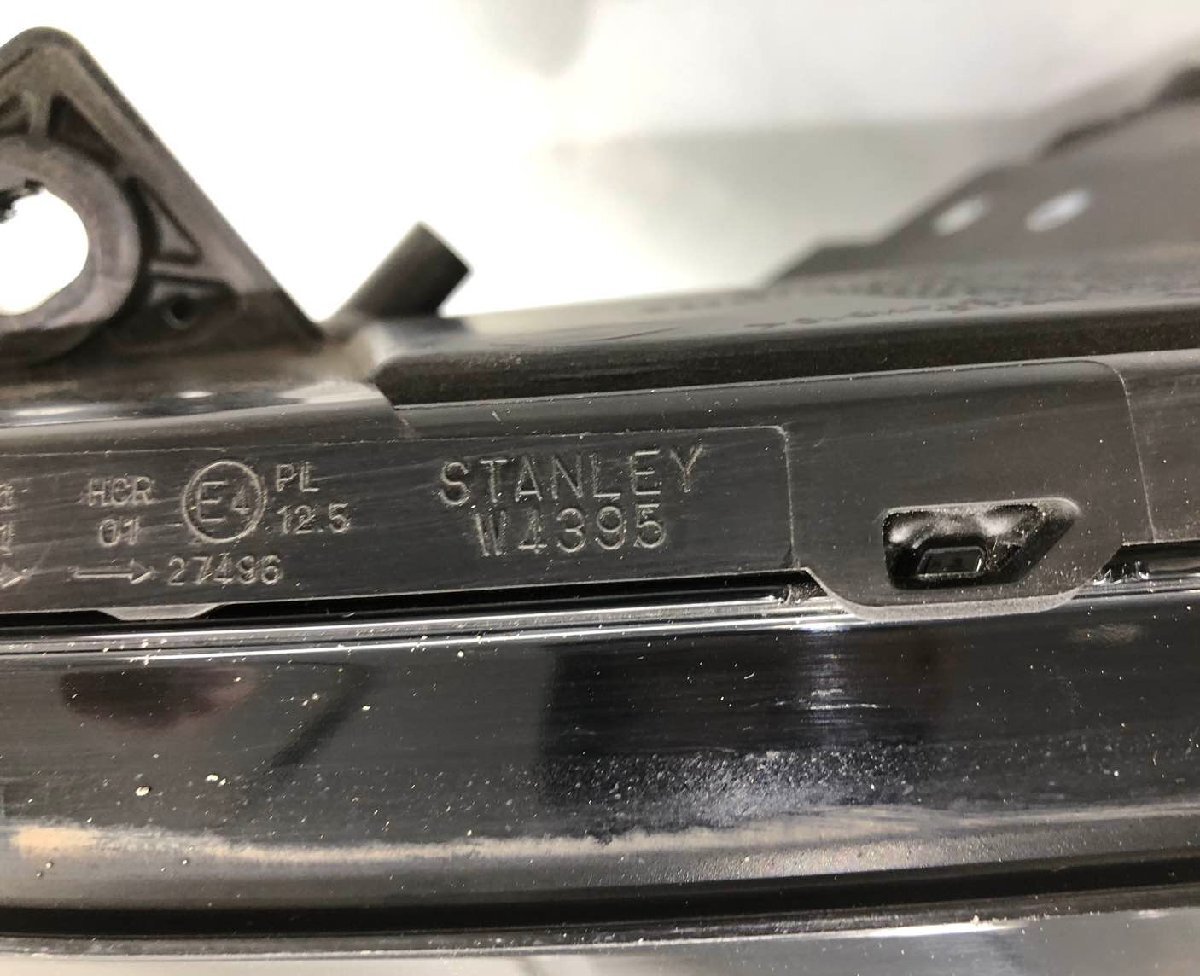 HCR E4 PL
01 12.5
→ 27496
STANLEY
W4395